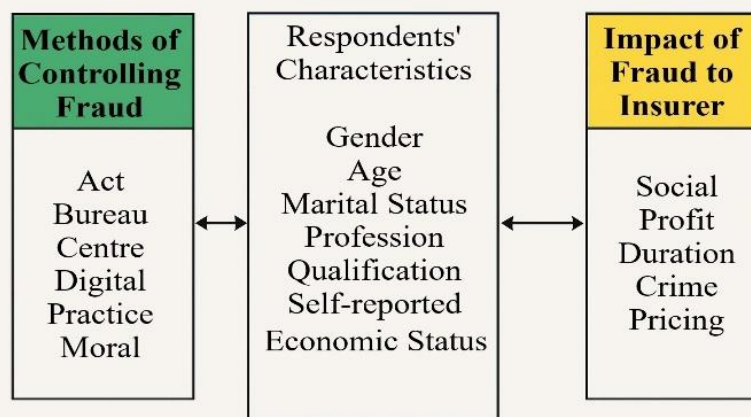 Methods of
Controlling
Fraud
Act
Bureau
Centre
Digital
Practice
Moral
Respondents'
Characteristics
Gender
Age
Marital Status
Profession
Qualification
Self-reported
Economic Status
Impact of
Fraud to
Insurer
Social
Profit
Duration
Crime
Pricing